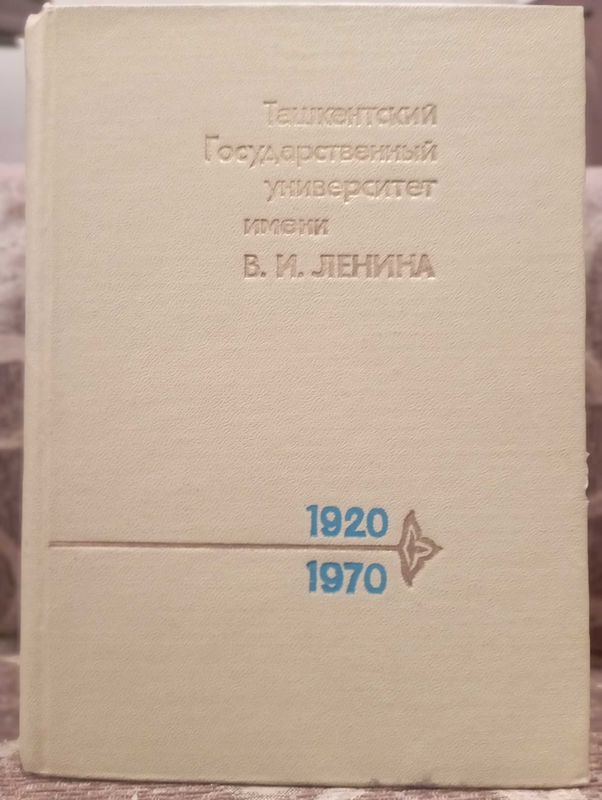 Ташкентский
Государственный
университет
имени
В. И. ЛЕНИНА
1920
1970